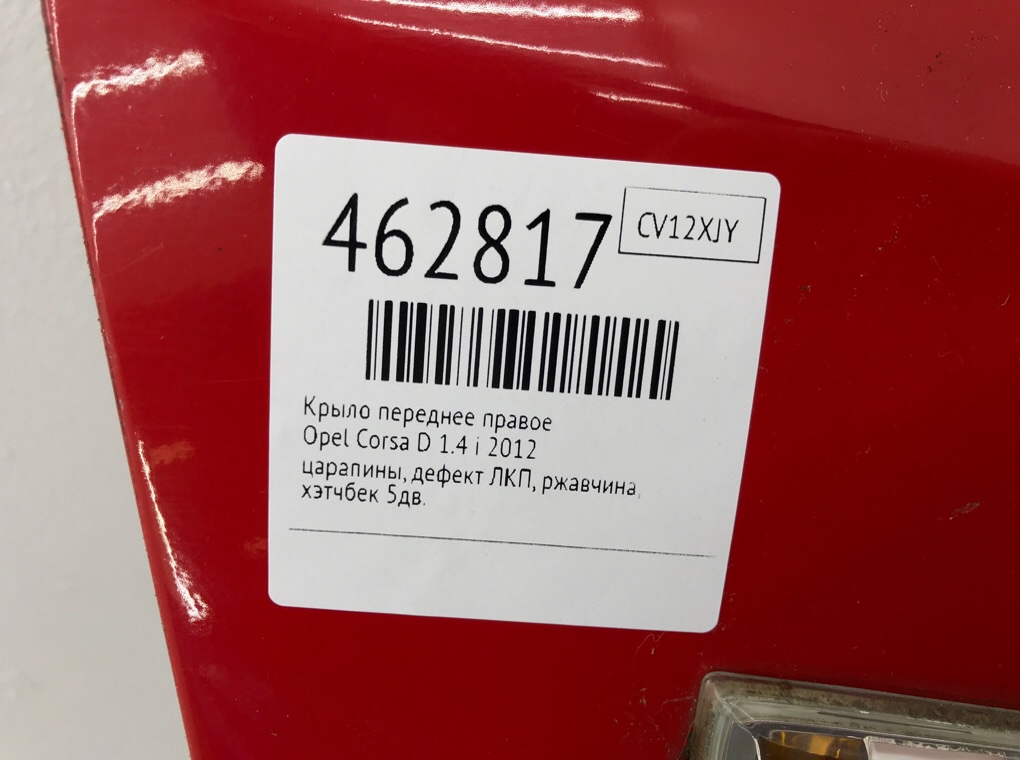 462817
CV12XJY
Крыло переднее правое
Opel Corsa D 1.4 i 2012
царапины, дефект ЛКП, ржавчина,
хэтчбек 5дв.